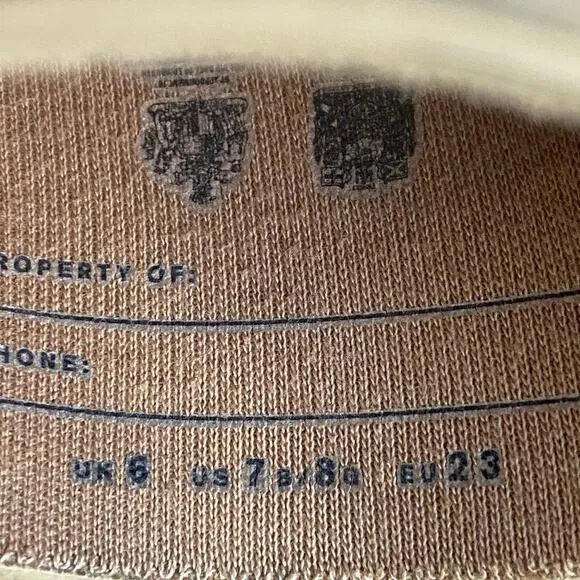 ROPERTY OF:
HONE:
UK 6 US 7B/8G EU 23